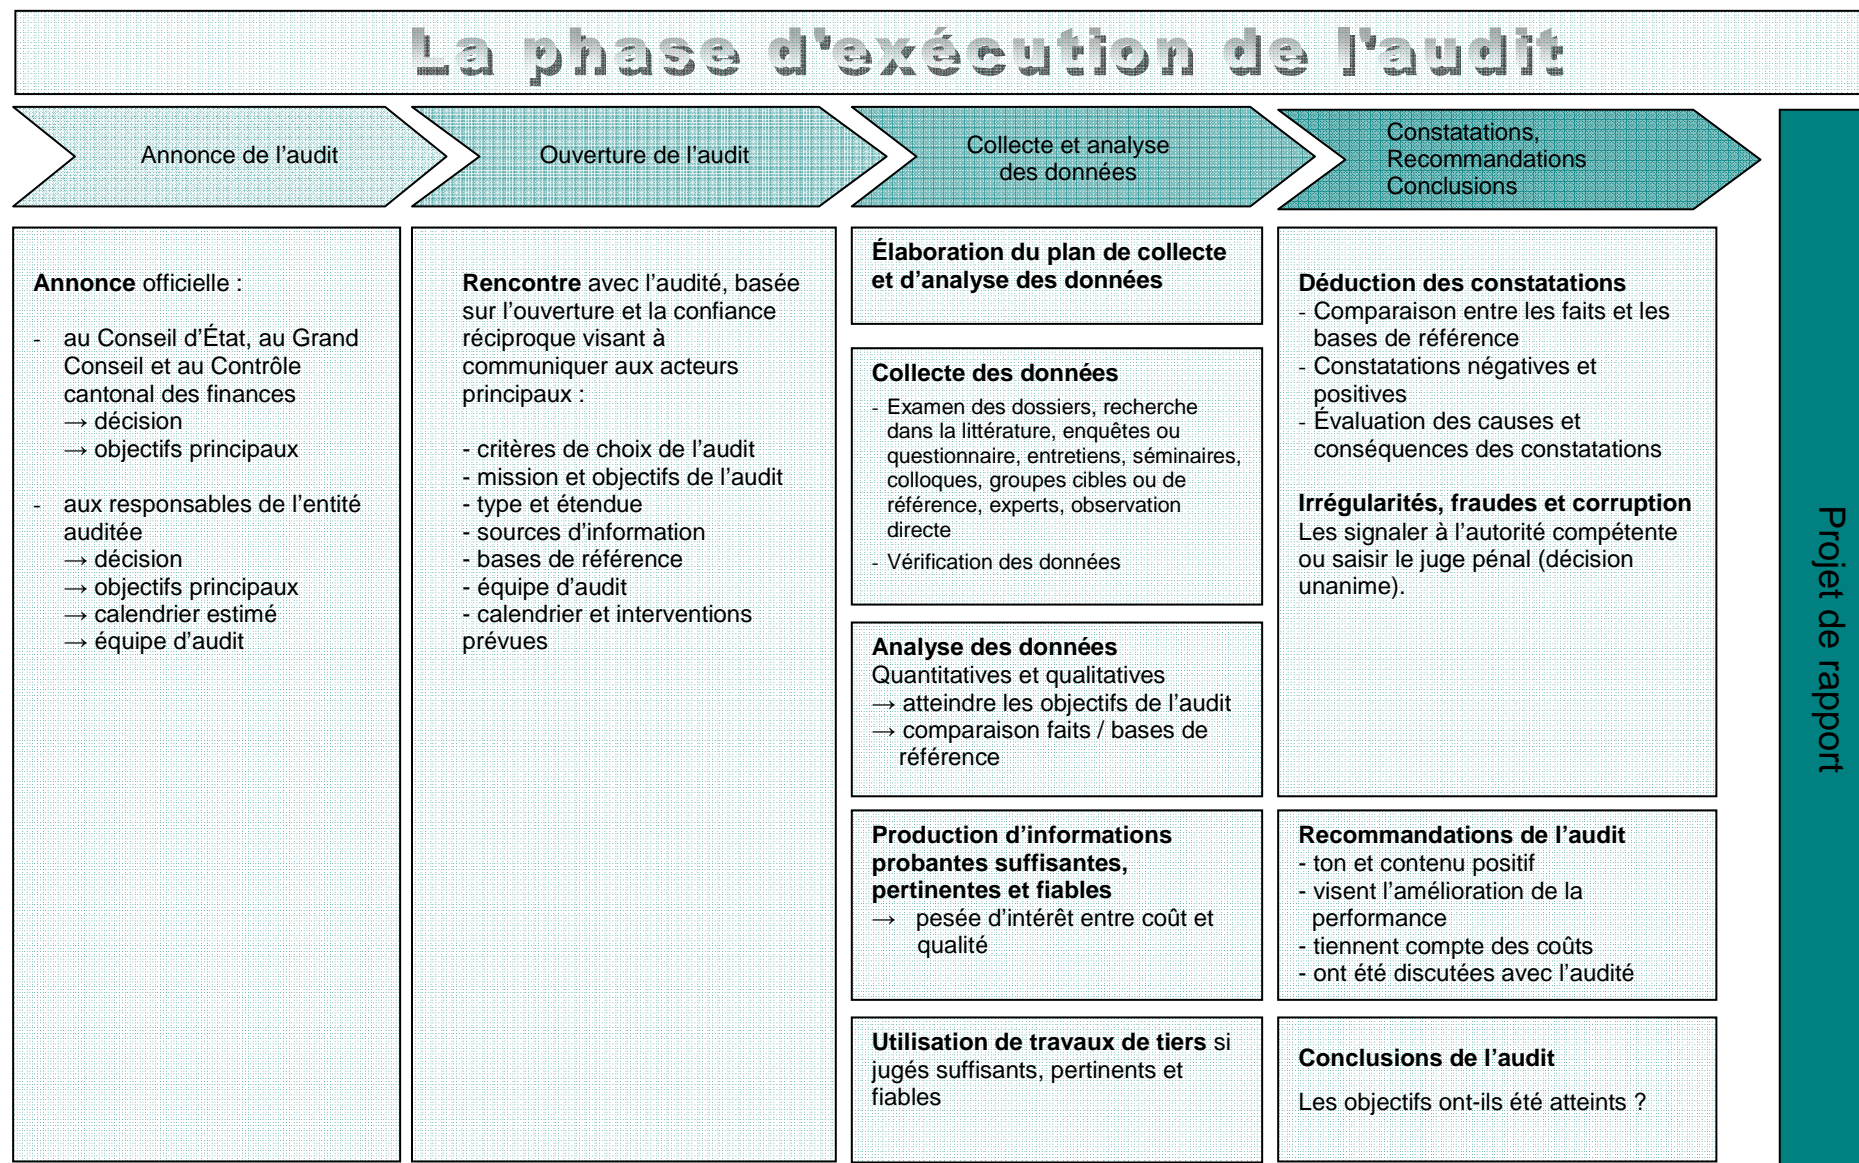 La phase d'exécution de l'audit
Annonce de l'audit
Ouverture de l'audit
Collecte et analyse
des données
Constatations,
Recommandations
Conclusions
Annonce officielle :
- au Conseil d'État, au Grand
Conseil et au Contrôle
cantonal des finances
→ décision
→ objectifs principaux
- aux responsables de l'entité
auditée
→ décision
→ objectifs principaux
→ calendrier estimé
→ équipe d'audit
Rencontre avec l'audité, basée
sur l'ouverture et la confiance
réciproque visant à
communiquer aux acteurs
principaux :
- critères de choix de l'audit
- mission et objectifs de l'audit
- type et étendue
- sources d'information
- bases de référence
- équipe d'audit
- calendrier et interventions
prévues
Élaboration du plan de collecte
et d'analyse des données
Collecte des données
- Examen des dossiers, recherche
dans la littérature, enquêtes ou
questionnaire, entretiens, séminaires,
colloques, groupes cibles ou de
référence, experts, observation
directe
- Vérification des données
Analyse des données
Quantitatives et qualitatives
→ atteindre les objectifs de l'audit
→ comparaison faits / bases de
référence
Production d'informations
probantes suffisantes,
pertinentes et fiables
→ pesée d'intérêt entre coût et
qualité
Utilisation de travaux de tiers si
jugés suffisants, pertinents et
fiables
Déduction des constatations
- Comparaison entre les faits et les
bases de référence
- Constatations négatives et
positives
- Évaluation des causes et
conséquences des constatations
Irrégularités, fraudes et corruption
Les signaler à l'autorité compétente
ou saisir le juge pénal (décision
unanime).
Recommandations de l'audit
- ton et contenu positif
- visent l'amélioration de la
performance
- tiennent compte des coûts
- ont été discutées avec l'audité
Conclusions de l'audit
Les objectifs ont-ils été atteints ?
Projet de rapport